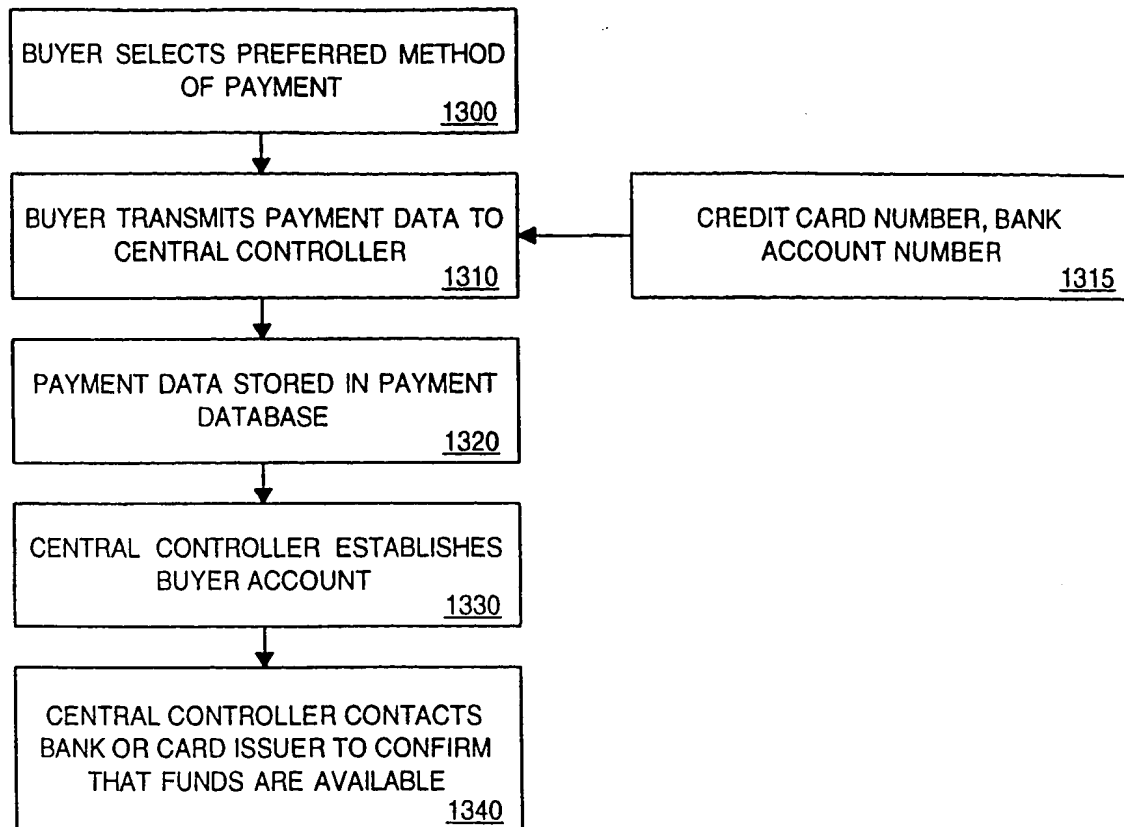 BUYER SELECTS PREFERRED METHOD
OF PAYMENT
1300
BUYER TRANSMITS PAYMENT DATA TO
CENTRAL CONTROLLER
1310
CREDIT CARD NUMBER, BANK
ACCOUNT NUMBER
1315
PAYMENT DATA STORED IN PAYMENT
DATABASE
1320
CENTRAL CONTROLLER ESTABLISHES
BUYER ACCOUNT
1330
CENTRAL CONTROLLER CONTACTS
BANK OR CARD ISSUER TO CONFIRM
THAT FUNDS ARE AVAILABLE
1340